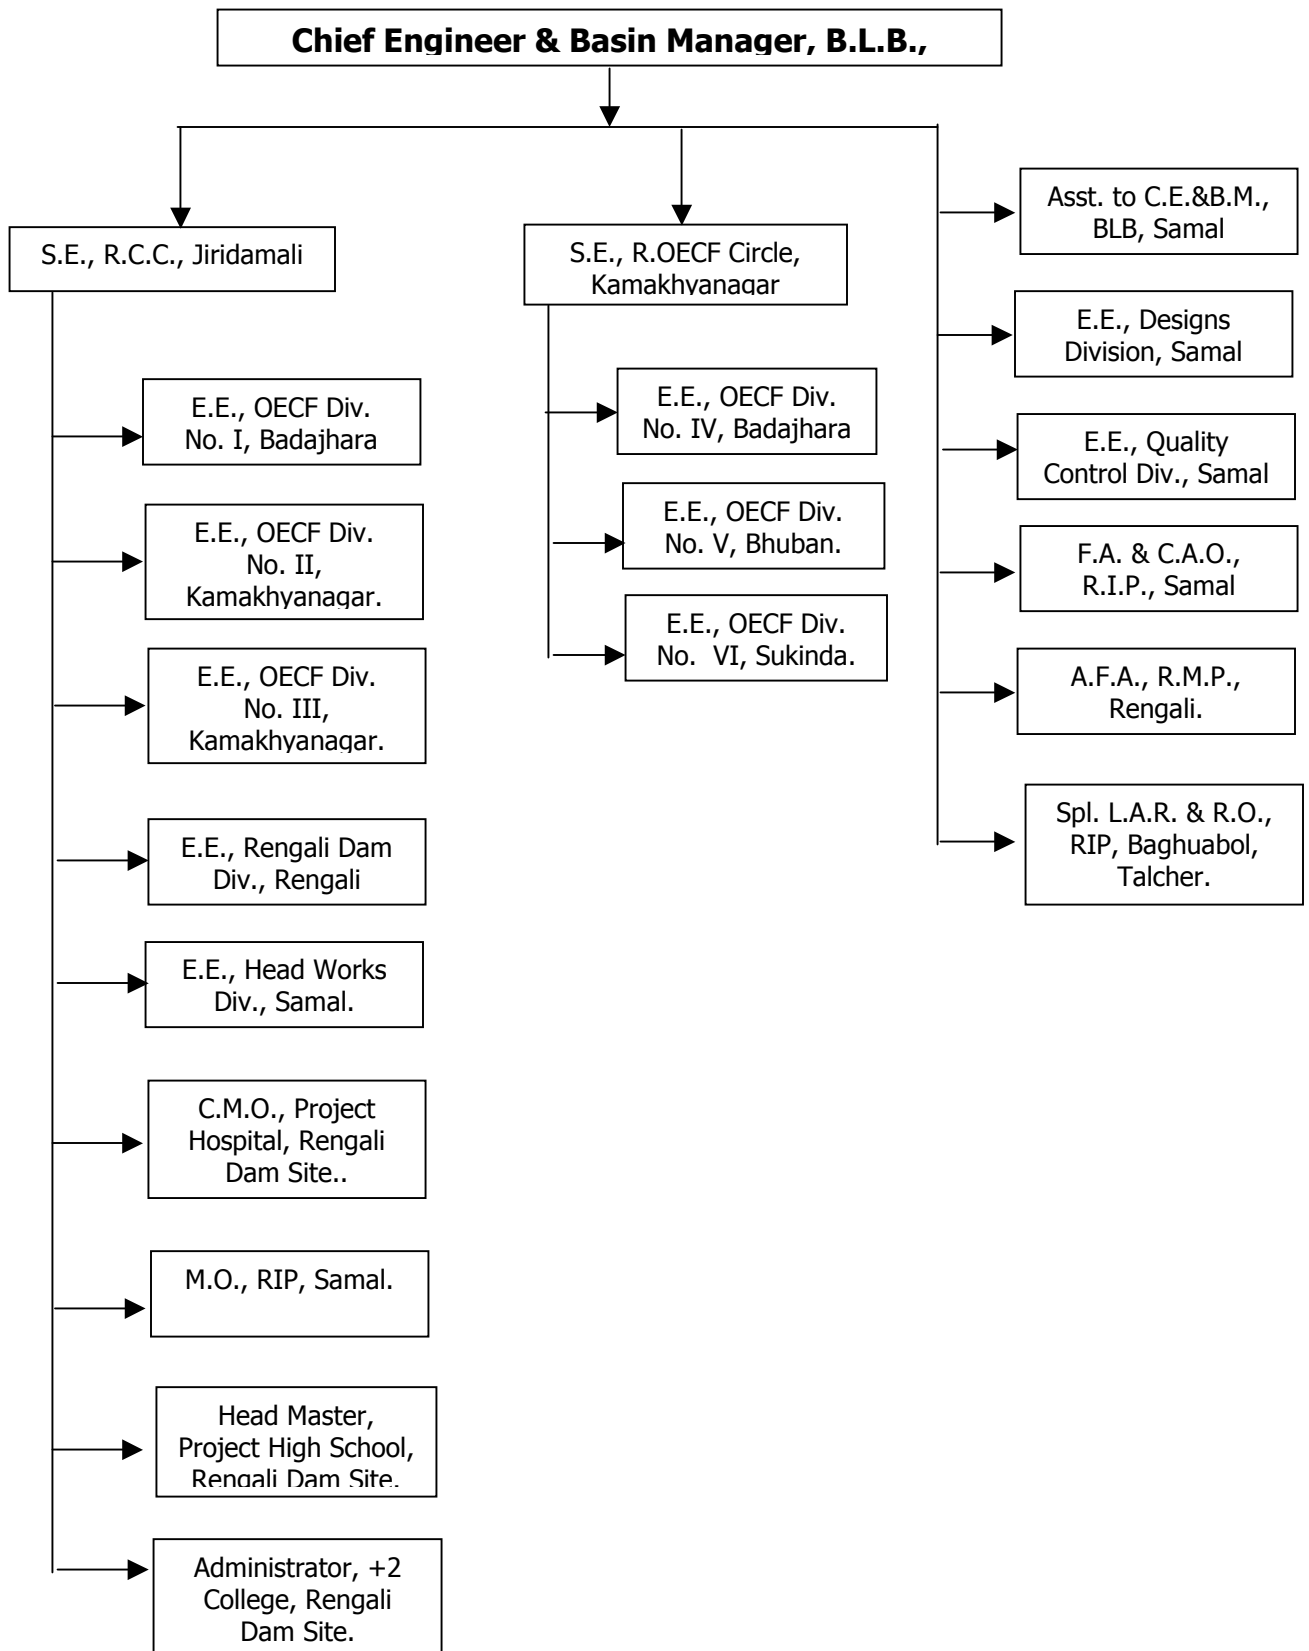 Chief Engineer & Basin Manager, B.L.B.,
S.E., R.C.C., Jiridamali
E.E., OECF Div.
No. I, Badajhara
E.E., OECF Div.
No. II,
Kamakhyanagar.
E.E., OECF Div.
No. III,
Kamakhyanagar.
E.E., Rengali Dam
Div., Rengali
E.E., Head Works
Div., Samal.
C.M.O., Project
Hospital, Rengali
Dam Site..
M.O., RIP, Samal.
Head Master,
Project High School,
Rengali Dam Site.
Administrator, +2
College, Rengali
Dam Site.
S.E., R.OECF Circle,
Kamakhyanagar
E.E., OECF Div.
No. IV, Badajhara
E.E., OECF Div.
No. V, Bhuban.
E.E., OECF Div.
No. VI, Sukinda.
Asst. to C.E.&B.M.,
BLB, Samal
E.E., Designs
Division, Samal
E.E., Quality
Control Div., Samal
F.A. & C.A.O.,
R.I.P., Samal
A.F.A., R.M.P.,
Rengali.
Spl. L.A.R. & R.O.,
RIP, Baghuabol,
Talcher.